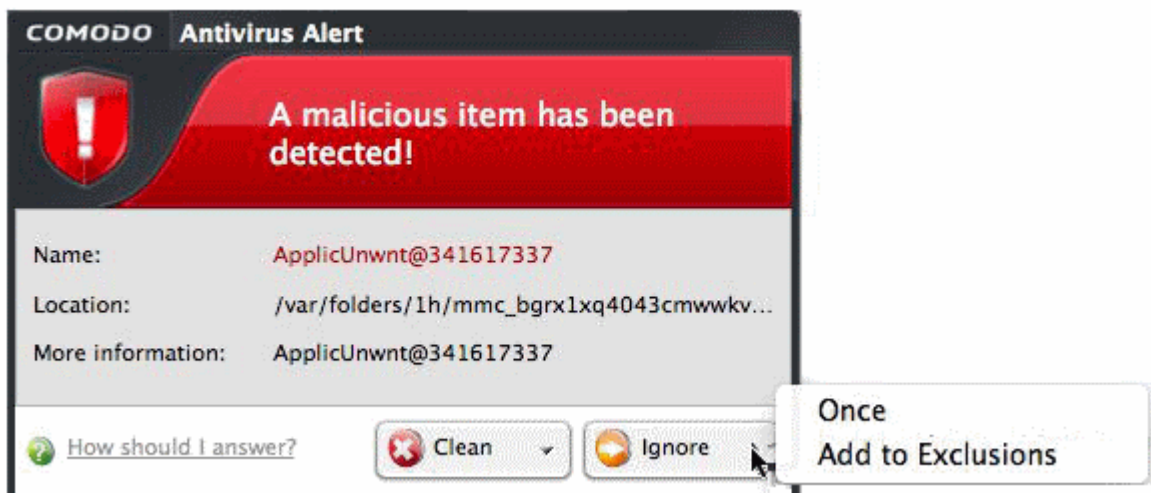 COMODO Antivirus Alert
A malicious item has been
detected!
Name: ApplicUnwnt@341617337
Location: /var/folders/1h/mmc_bgrx1xq4043cmwwkv...
More information: ApplicUnwnt@341617337
How should I answer? Clean Ignore
Once
Add to Exclusions